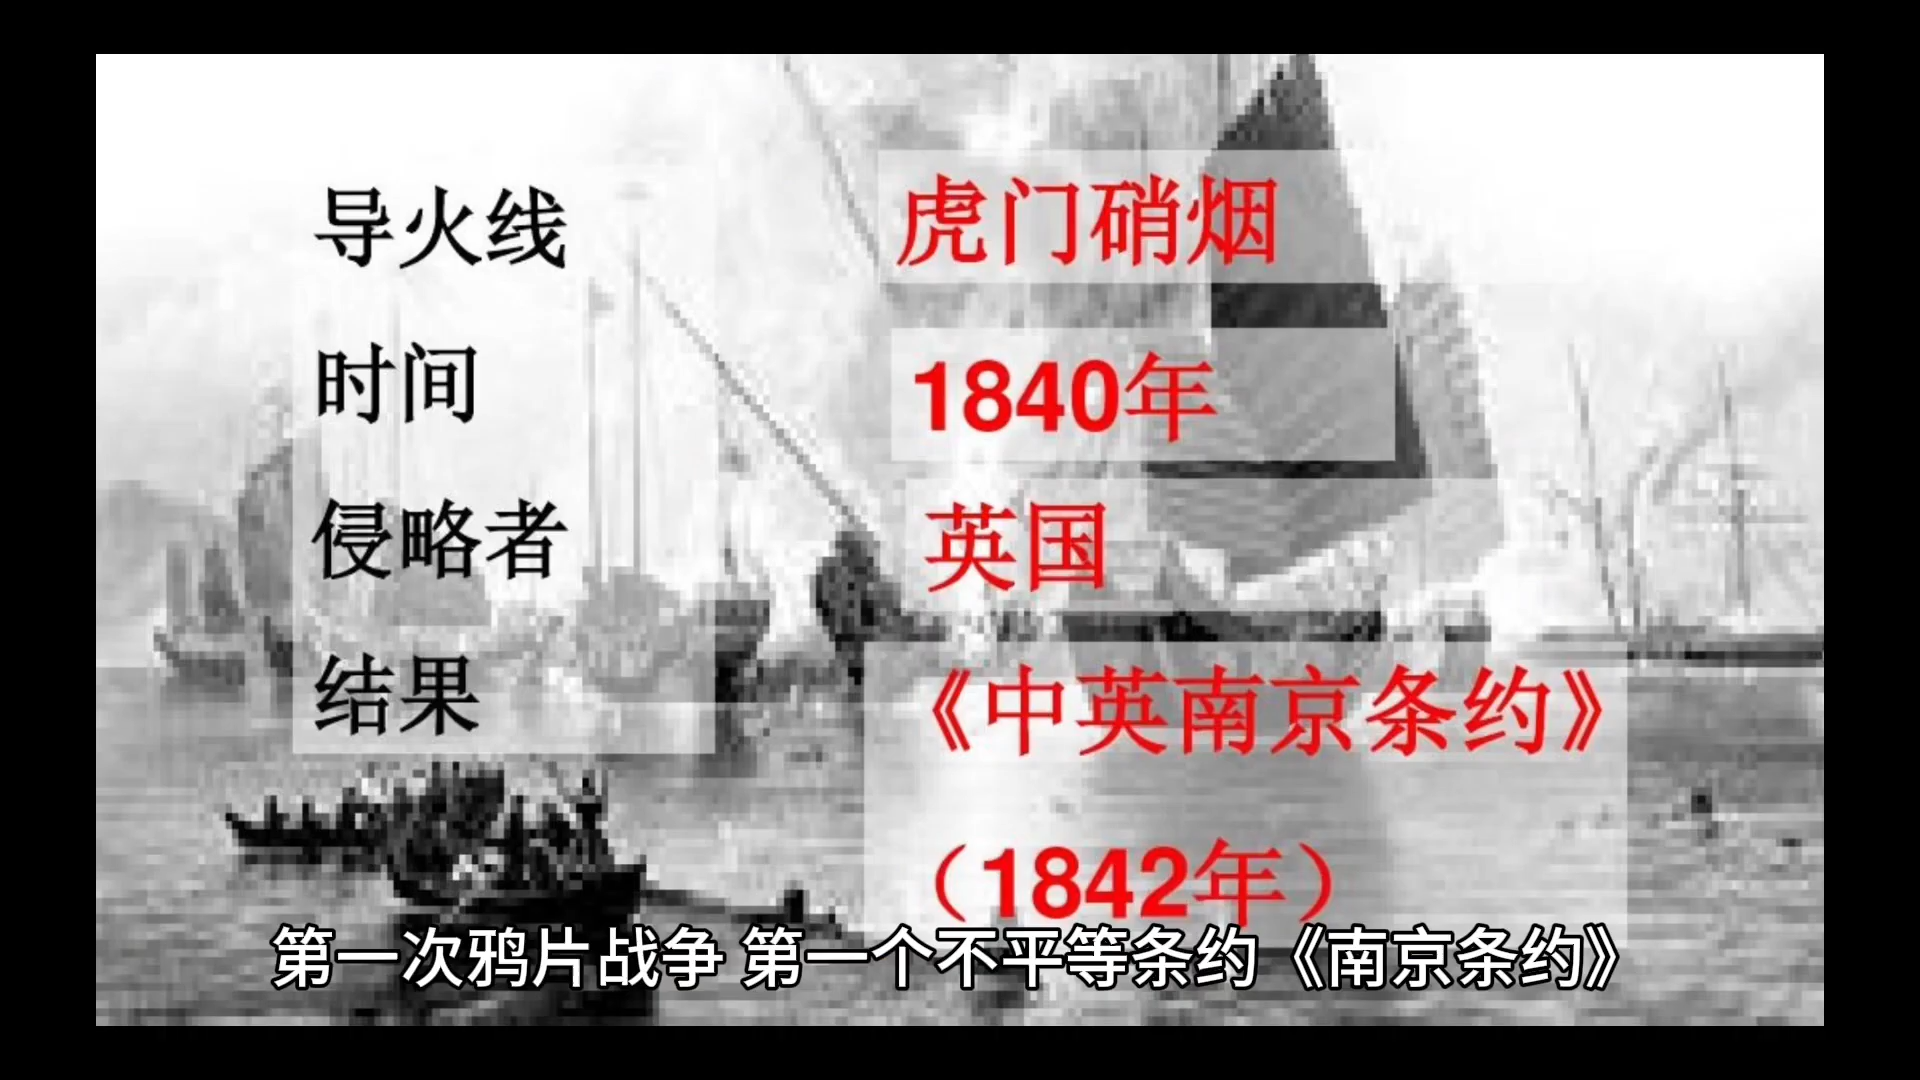 导火线 虎门硝烟
时间 1840年
侵略者 英国
结果 《中英南京条约》
（1842年）
第一次鸦片战争 第一个不平等条约《南京条约》